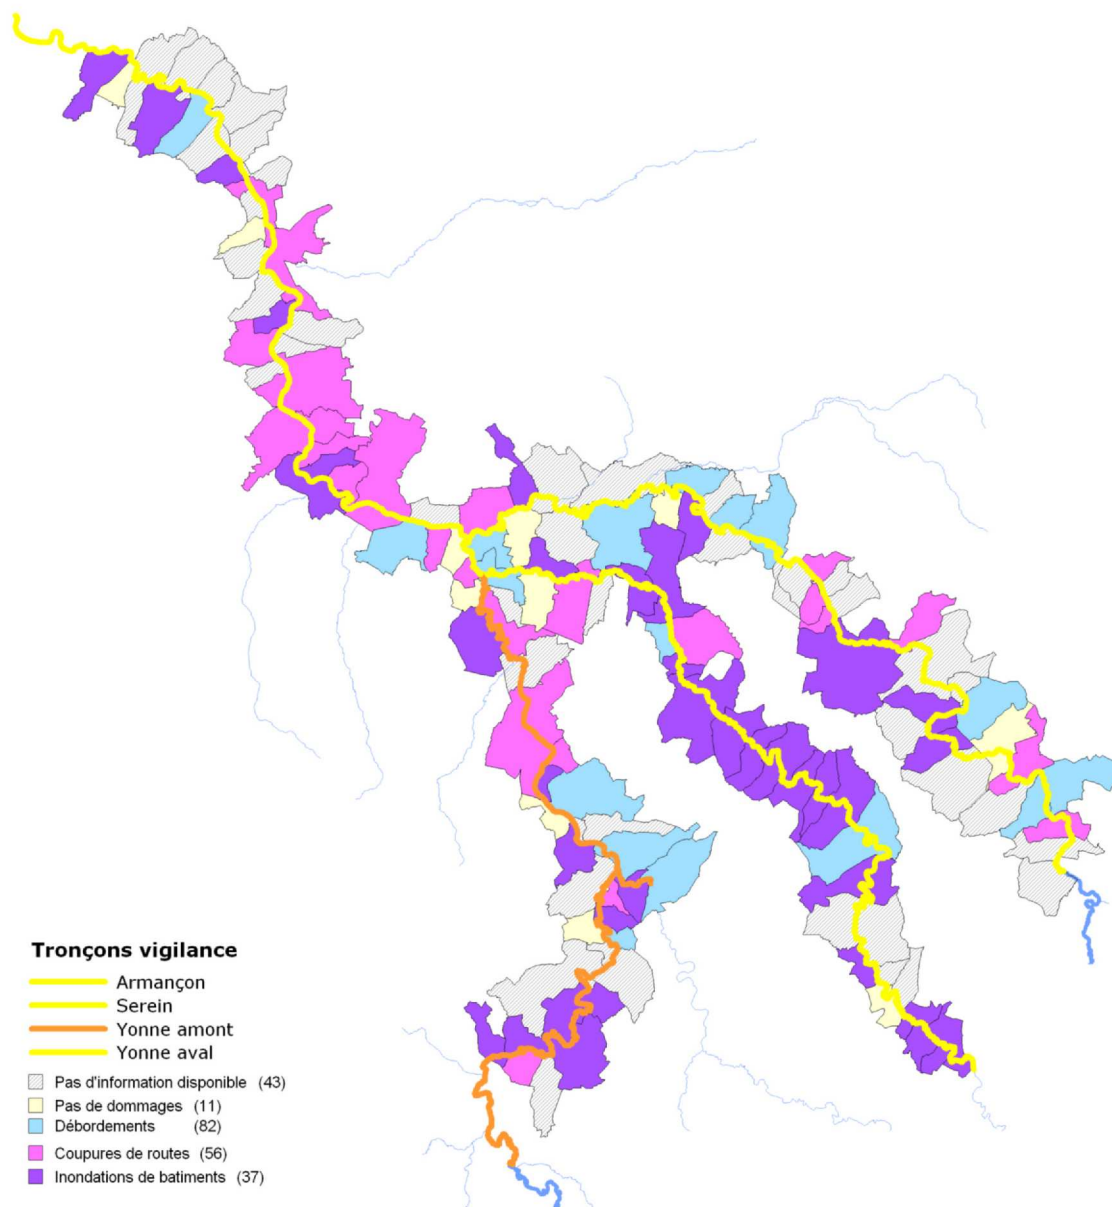 Tronçons vigilance
Armançon
Serein
Yonne amont
Yonne aval
Pas d'information disponible (43)
Pas de dommages (11)
Débordements (82)
Coupures de routes (56)
Inondations de batiments (37)